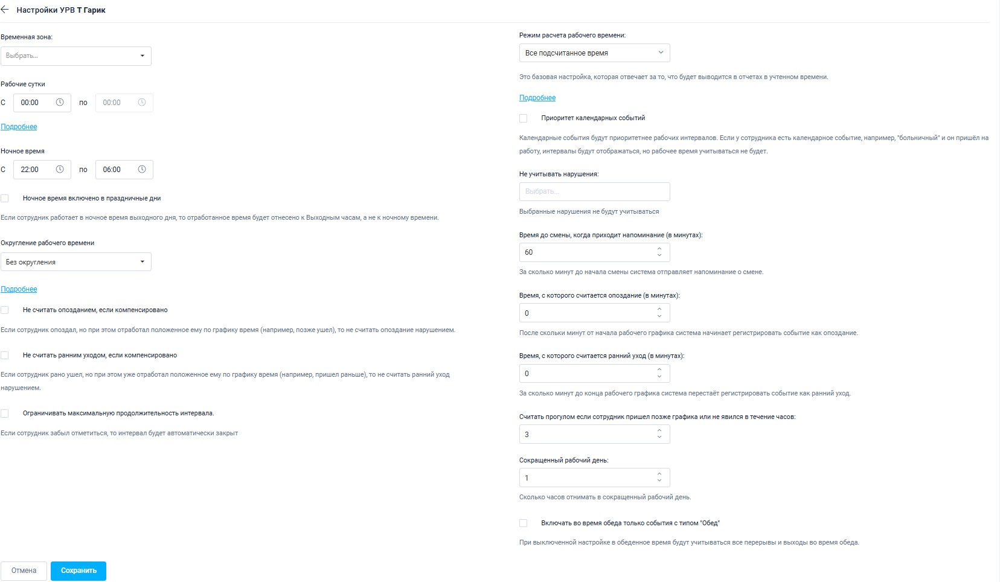 Настройки УРВ Т Гарик
Временная зона:
Выбрать...
Рабочие сутки
С 00:00 по 00:00
Подробнее
Ночное время
С 22:00 по 06:00
Ночное время включено в праздничные дни
Если сотрудник работает в ночное время выходного дня, то отработанное время будет отнесено к Выходным часам, а не к ночному времени.
Округление рабочего времени
Без округления
Подробнее
Не считать опозданием, если компенсировано
Если сотрудник опоздал, но при этом отработал положенное ему по графику время (например, позже ушел), то не считать опоздание нарушением.
Не считать ранним уходом, если компенсировано
Если сотрудник рано ушел, но при этом уже отработал положенное ему по графику время (например, пришел раньше), то не считать ранний уход
нарушением.
Ограничивать максимальную продолжительность интервала.
Если сотрудник забыл отметиться, то интервал будет автоматически закрыт
Режим расчета рабочего времени:
Все подсчитанное время
Это базовая настройка, которая отвечает за то, что будет выводится в отчетах в учтенном времени.
Подробнее
Приоритет календарных событий
Календарные события будут приоритетнее рабочих интервалов. Если у сотрудника есть календарное событие, например, "больничный" и он пришёл на
работу, интервалы будут отображаться, но рабочее время учитываться не будет.
Не учитывать нарушения:
Выбрать...
Выбранные нарушения не будут учитываться
Время до смены, когда приходит напоминание (в минутах):
60
За сколько минут до начала смены система отправляет напоминание о смене.
Время, с которого считается опоздание (в минутах):
0
После скольки минут от начала рабочего графика система начинает регистрировать событие как опоздание.
Время, с которого считается ранний уход (в минутах):
0
За сколько минут до конца рабочего графика система перестаёт регистрировать событие как ранний уход.
Считать прогулом если сотрудник пришел позже графика или не явился в течение часов:
3
Сокращенный рабочий день:
1
Сколько часов отнимать в сокращенный рабочий день.
Включать во время обеда только события с типом "Обед"
При выключенной настройке в обеденное время будут учитываться все перерывы и выходы во время обеда.
Отмена Сохранить